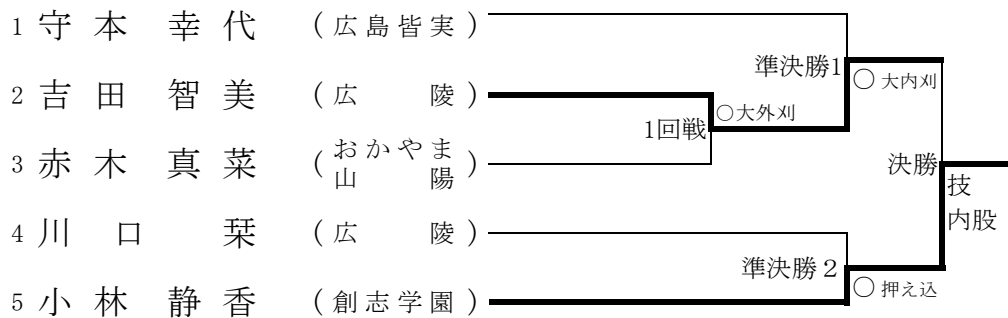 1 守本 幸代 (広島皆実)
準決勝1
○ 大内刈
2 吉田 智美 (広 陵)
○大外刈
1回戦
3 赤木 真菜 (おかやま山陽)
決勝
技
内股
4 川口 栞 (広 陵)
準決勝2
○ 押え込
5 小林 静香 (創志学園)